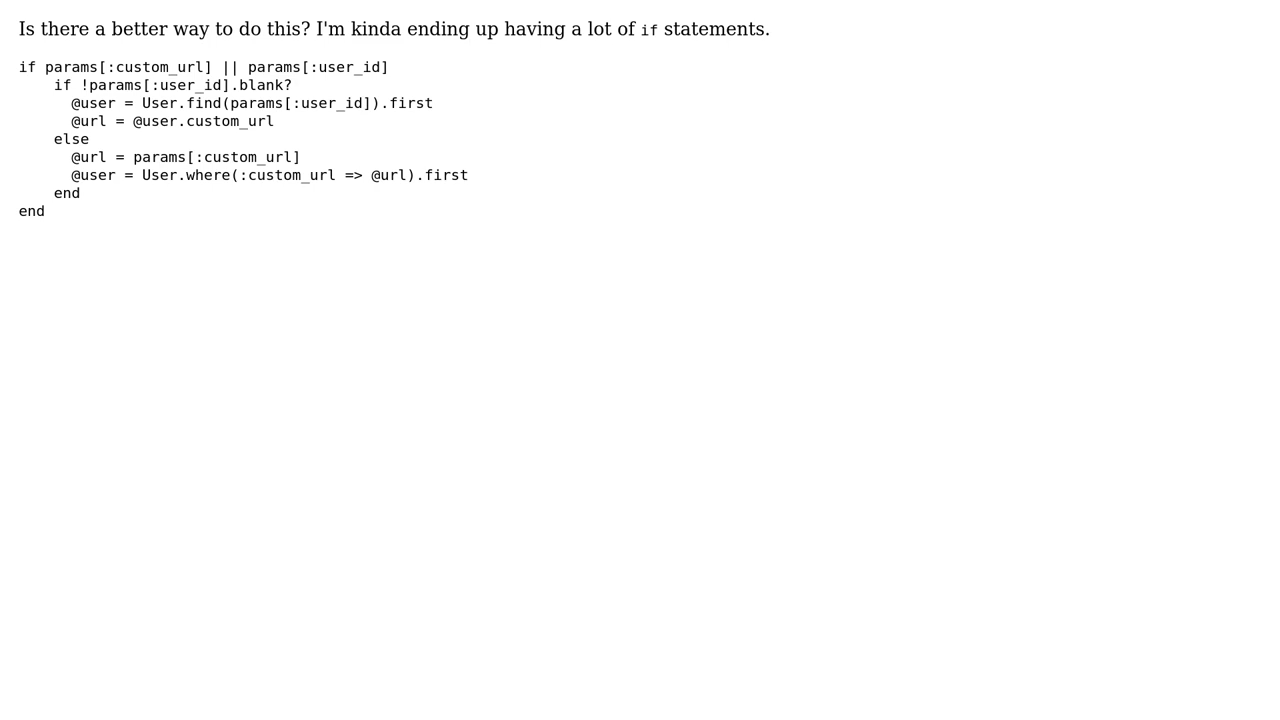 Is there a better way to do this? I'm kinda ending up having a lot of if statements.
if params[:custom_url] || params[:user_id]
    if !params[:user_id].blank?
      @user = User.find(params[:user_id]).first
      @url = @user.custom_url
    else
      @url = params[:custom_url]
      @user = User.where(:custom_url => @url).first
    end
end